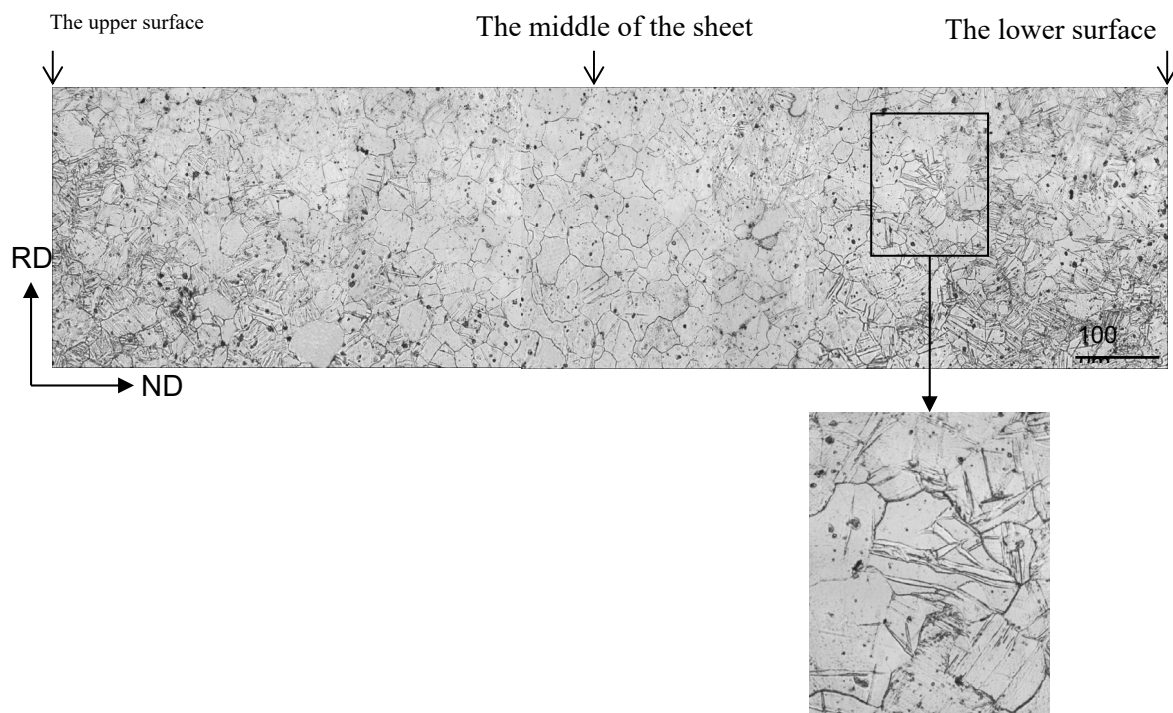 The upper surface
The middle of the sheet
The lower surface
RD
ND
100